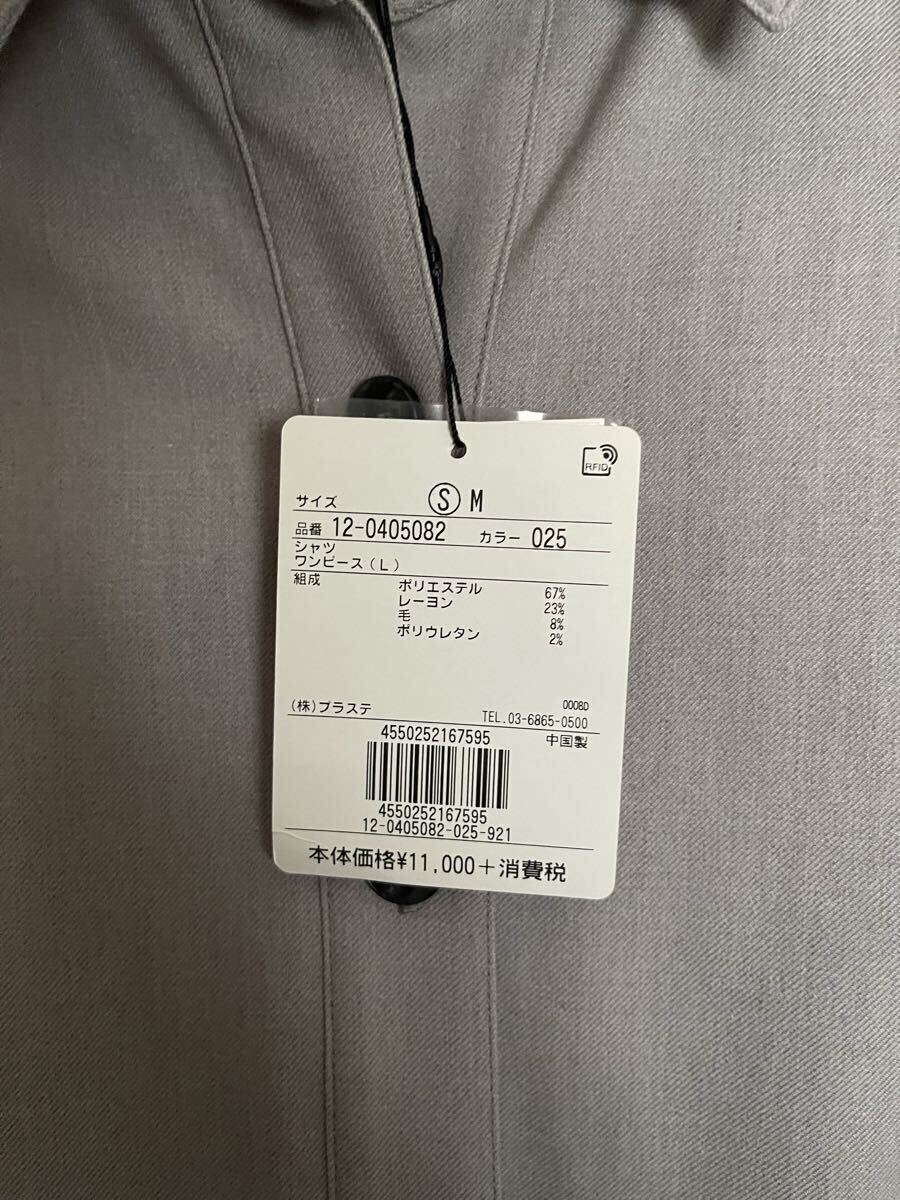 RFID
サイズ Ⓢ M
品番 12-0405082 カラー 025
シャツ
ワンピース(L)
組成 ポリエステル 67%
レーヨン 23%
毛 8%
ポリウレタン 2%
0008D
(株)プラステ TEL.03-6865-0500
4550252167595 中国製
4550252167595
12-0405082-025-921
本体価格¥11,000+消費税